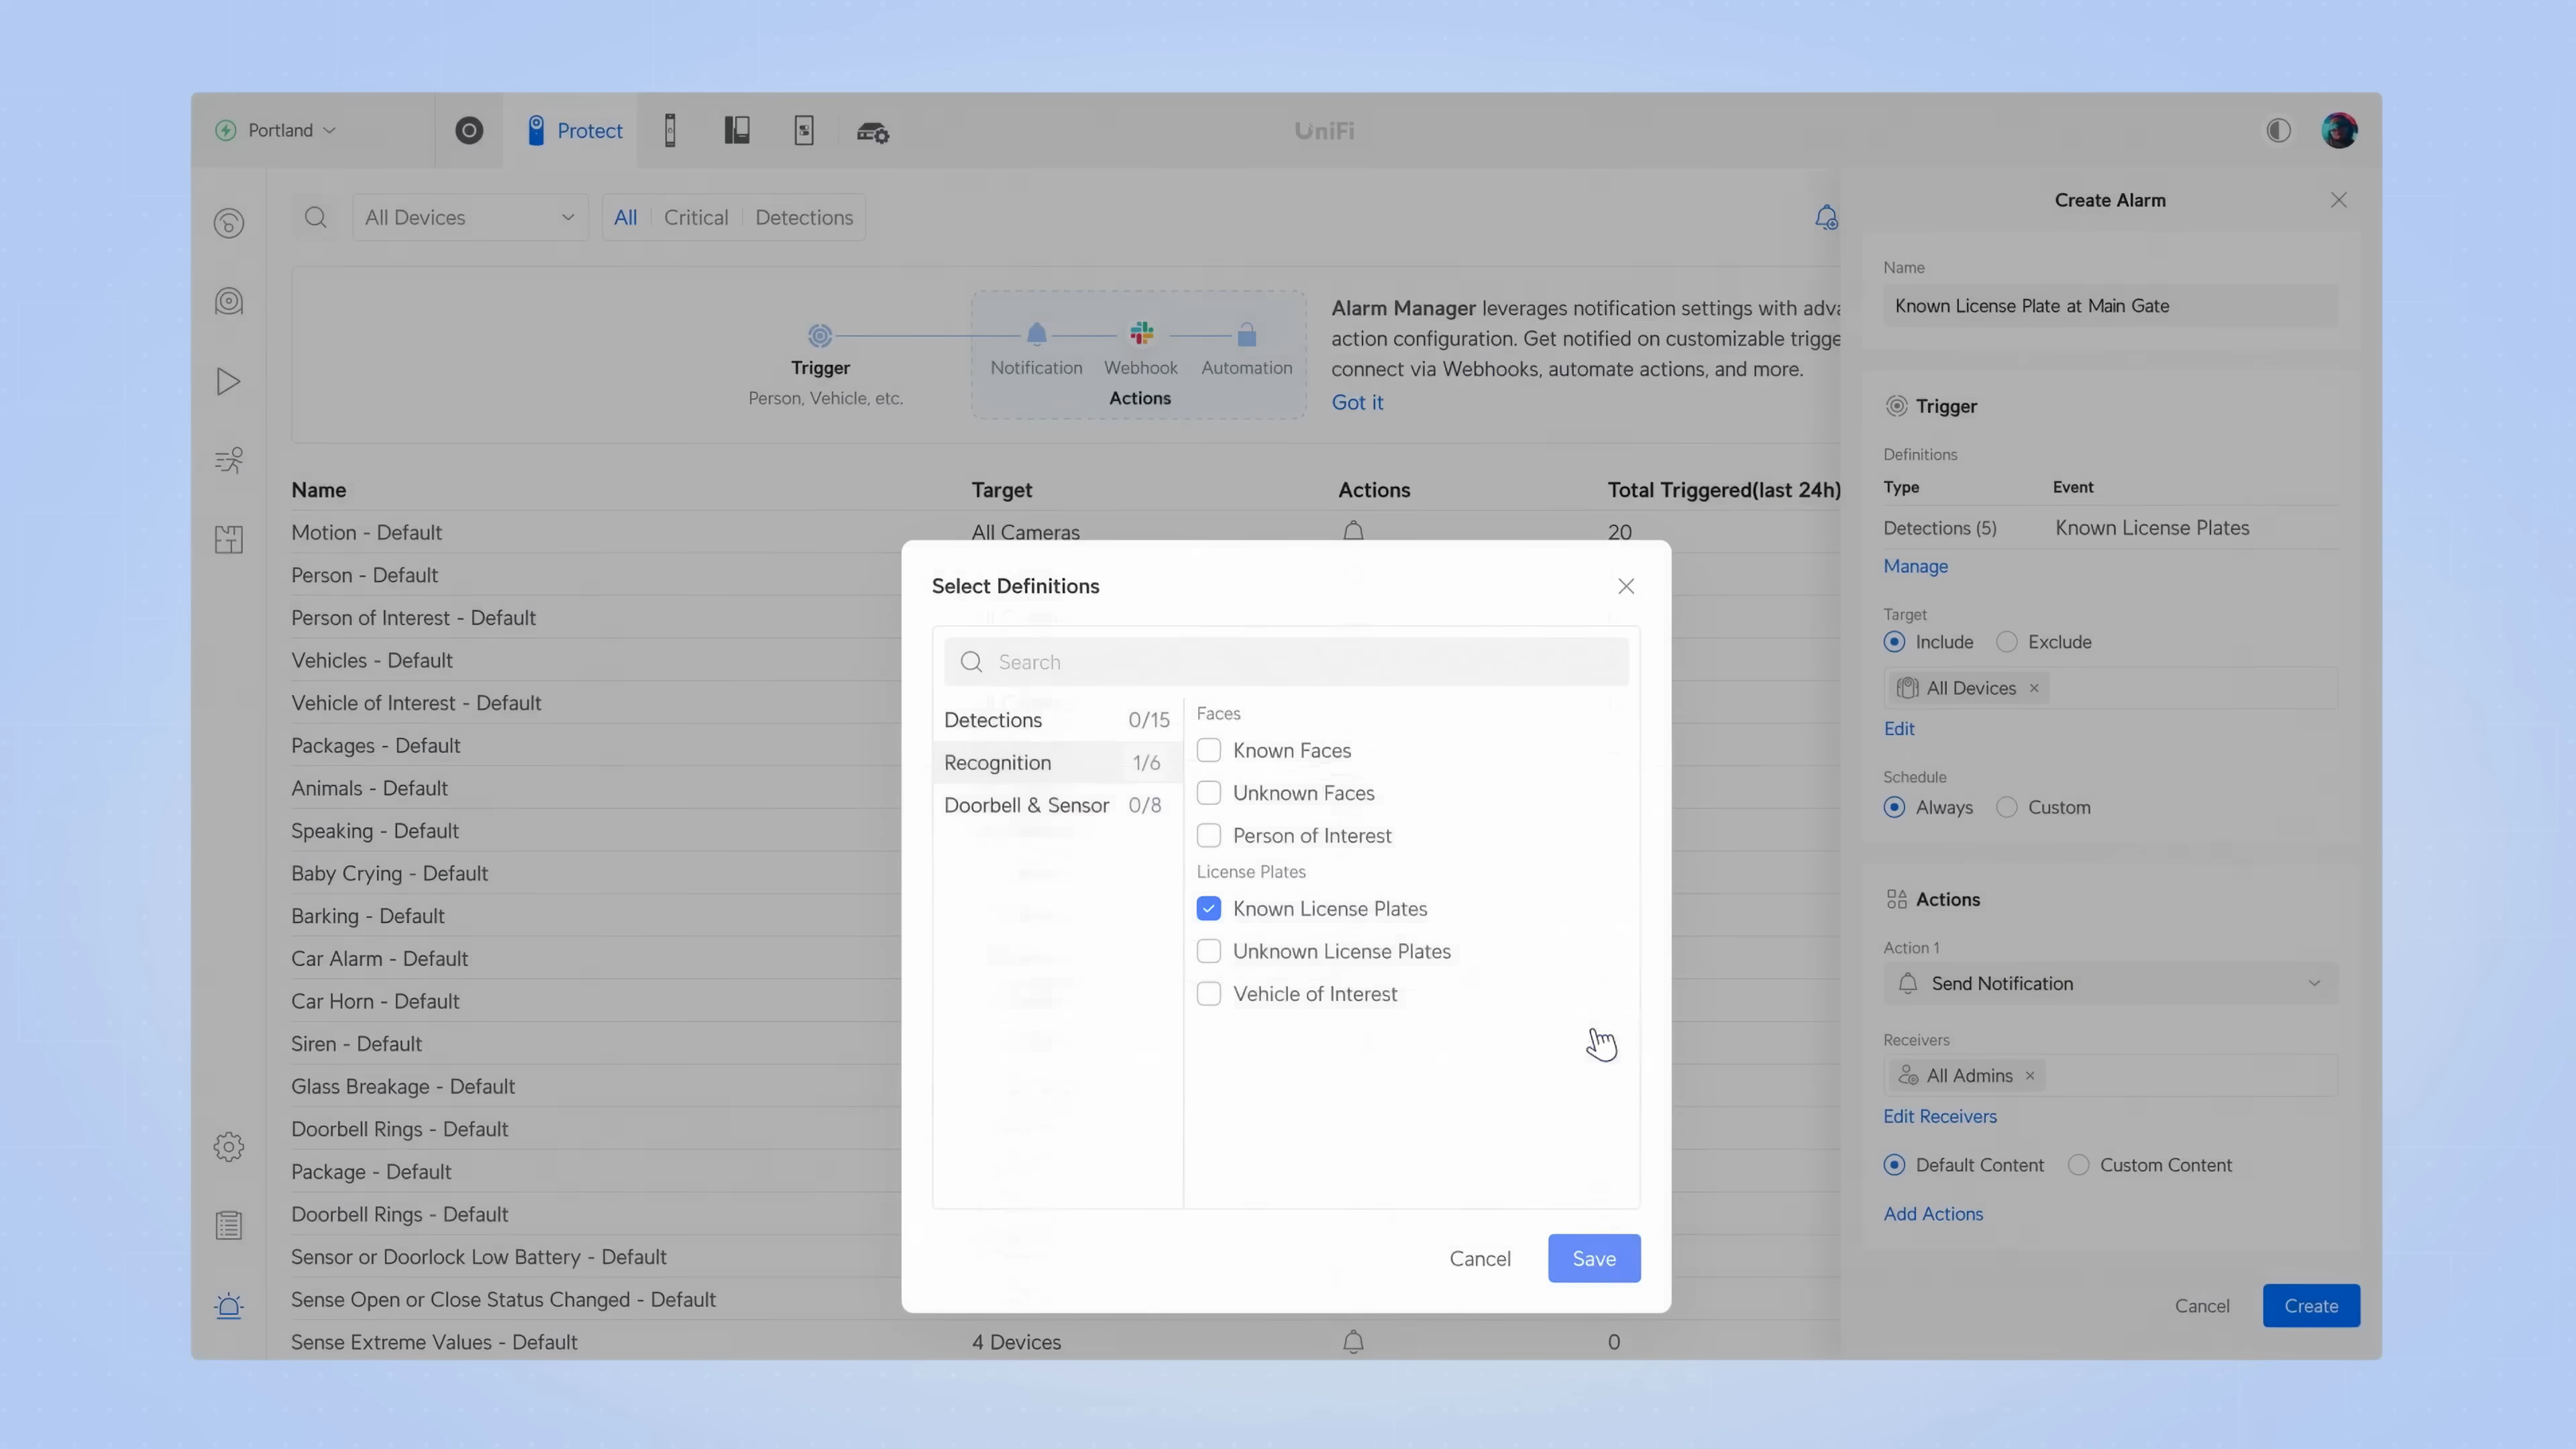 Portland
Protect
UniFi
All Devices
All
Critical
Detections
Trigger
Person, Vehicle, etc.
Notification
Webhook
Automation
Actions
Alarm Manager leverages notification settings with adva
action configuration. Get notified on customizable trigge
connect via Webhooks, automate actions, and more.
Got it
Name Target Actions Total Triggered(last 24h)
Motion - Default All Cameras 20
Person - Default
Person of Interest - Default
Vehicles - Default
Vehicle of Interest - Default
Packages - Default
Animals - Default
Speaking - Default
Baby Crying - Default
Barking - Default
Car Alarm - Default
Car Horn - Default
Siren - Default
Glass Breakage - Default
Doorbell Rings - Default
Package - Default
Doorbell Rings - Default
Sensor or Doorlock Low Battery - Default
Sense Open or Close Status Changed - Default
Sense Extreme Values - Default 4 Devices 0
Select Definitions
Search
Detections 0/15
Recognition 1/6
Doorbell & Sensor 0/8
Faces
Known Faces
Unknown Faces
Person of Interest
License Plates
Known License Plates
Unknown License Plates
Vehicle of Interest
Cancel
Save
Create Alarm
Name
Known License Plate at Main Gate
Trigger
Definitions
Type Event
Detections (5) Known License Plates
Manage
Target
Include Exclude
All Devices
Edit
Schedule
Always Custom
Actions
Action 1
Send Notification
Receivers
All Admins
Edit Receivers
Default Content Custom Content
Add Actions
Cancel
Create